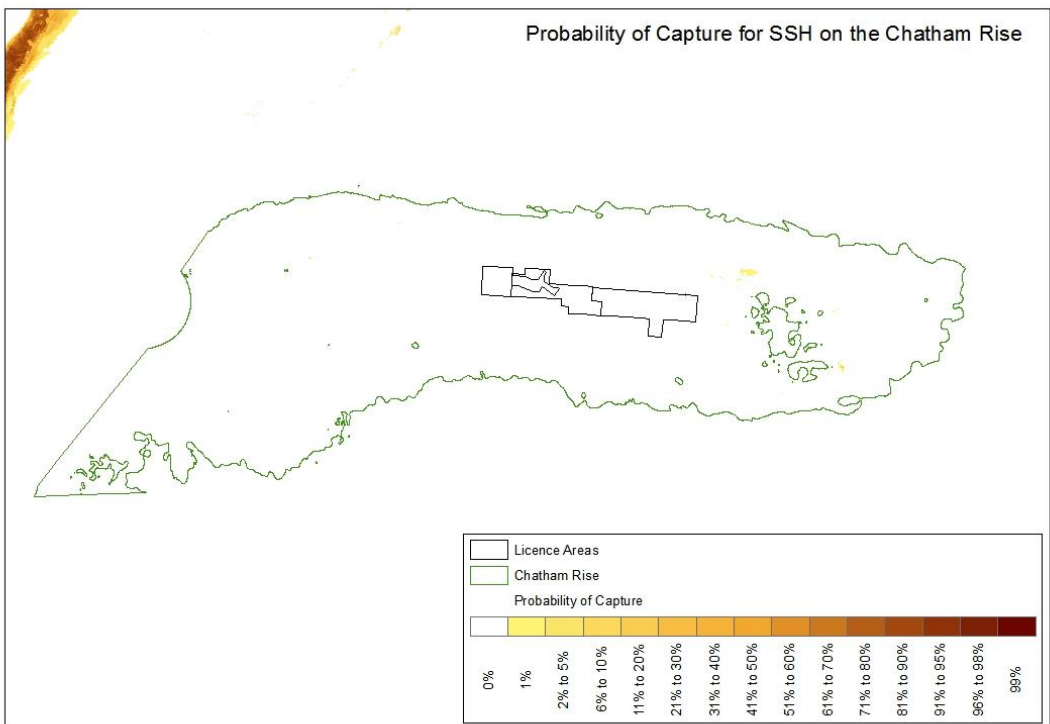 Probability of Capture for SSH on the Chatham Rise
Licence Areas
Chatham Rise
Probability of Capture
0%
1%
2% to 5%
6% to 10%
11% to 20%
21% to 30%
31% to 40%
41% to 50%
51% to 60%
61% to 70%
71% to 80%
81% to 90%
91% to 95%
96% to 98%
99%